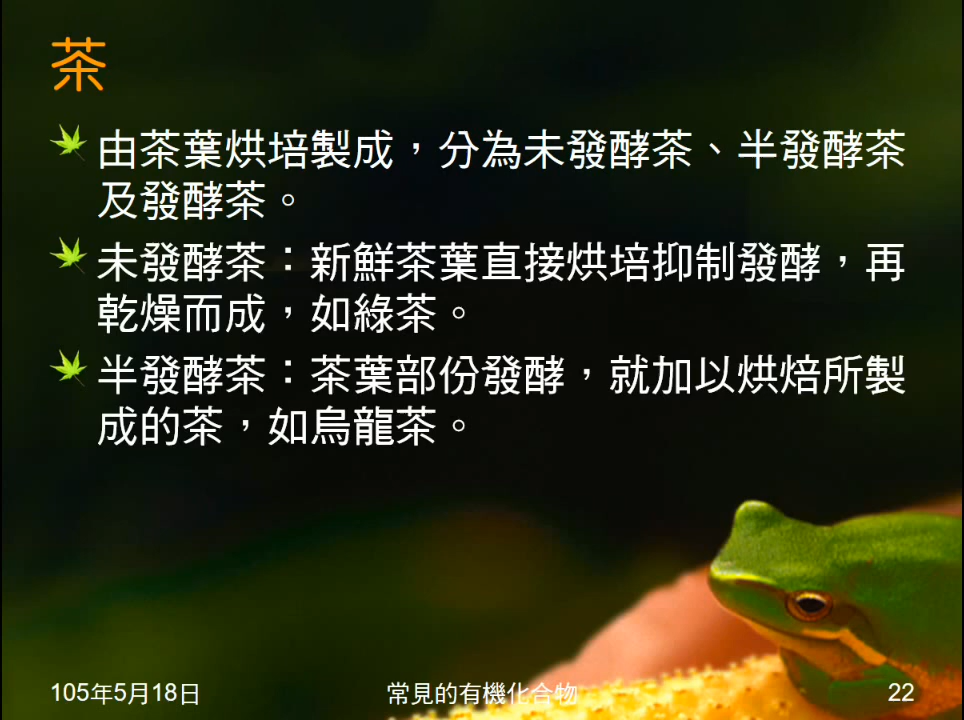 茶
由茶葉烘培製成，分為未發酵茶、半發酵茶
及發酵茶。
未發酵茶：新鮮茶葉直接烘培抑制發酵，再
乾燥而成，如綠茶。
半發酵茶：茶葉部份發酵，就加以烘焙所製
成的茶，如烏龍茶。
105年5月18日
常見的有機化合物
22